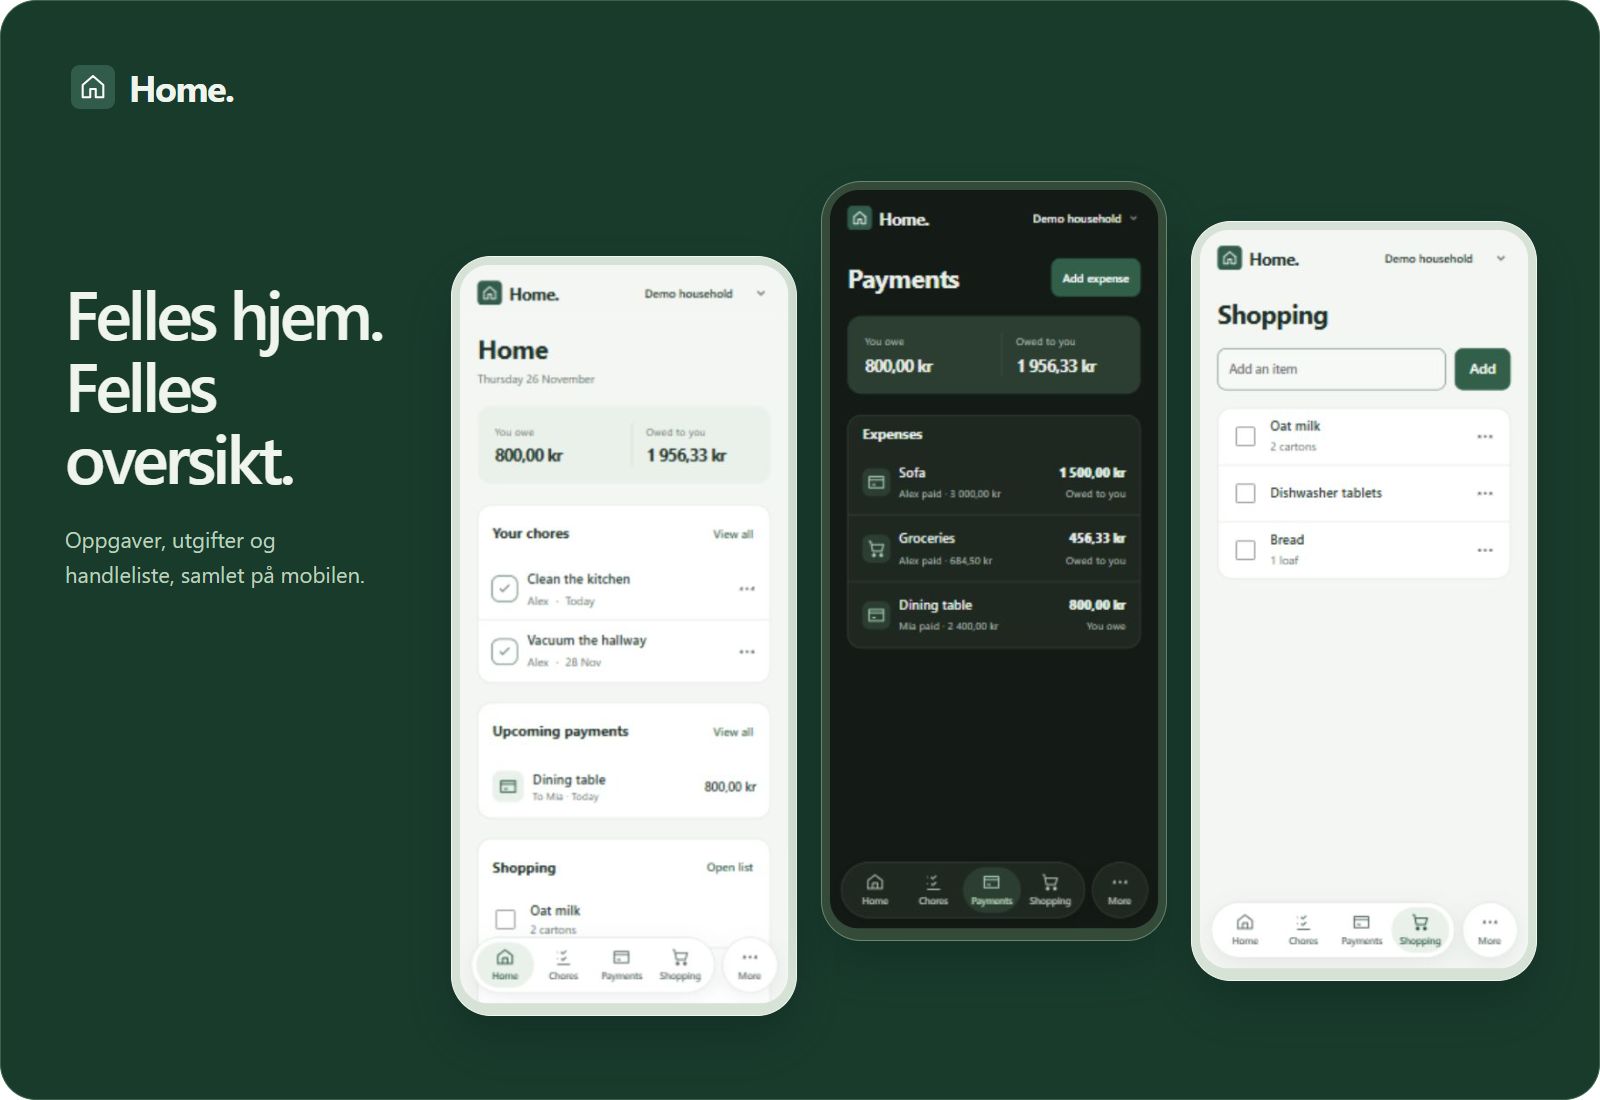 Home.
Felles hjem.
Felles
oversikt.
Oppgaver, utgifter og
handleliste, samlet på mobilen.
Home.
Demo household
Home
Thursday 26 November
You owe
Owed to you
800,00 kr
1 956,33 kr
Your chores
View all
Clean the kitchen
Alex · Today
Vacuum the hallway
Alex · 28 Nov
Upcoming payments
View all
Dining table
To Mia · Today
800,00 kr
Shopping
Open list
Oat milk
2 cartons
Home
Chores
Payments
Shopping
More
Home.
Demo household
Payments
Add expense
You owe
Owed to you
800,00 kr
1 956,33 kr
Expenses
Sofa
1 500,00 kr
Alex paid · 3 000,00 kr
Owed to you
Groceries
456,33 kr
Alex paid · 684,50 kr
Owed to you
Dining table
800,00 kr
Mia paid · 2 400,00 kr
You owe
Home
Chores
Payments
Shopping
More
Home.
Demo household
Shopping
Add an item
Add
Oat milk
2 cartons
Dishwasher tablets
Bread
1 loaf
Home
Chores
Payments
Shopping
More